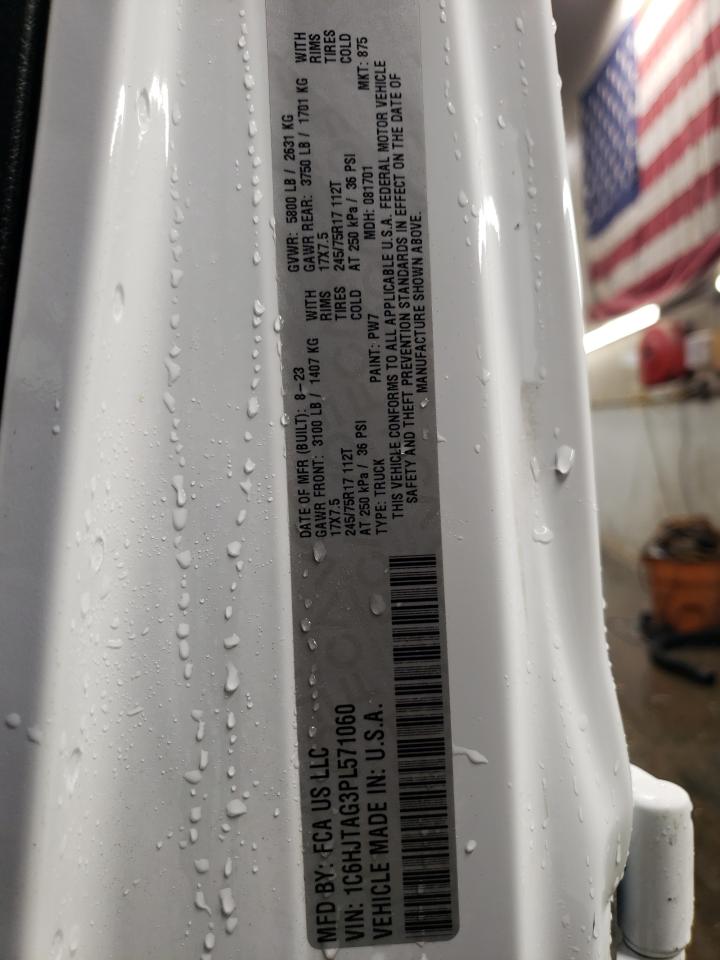 MFD BY: FCA US LLC
VIN: 1C6HJTAG3PL571060
VEHICLE MADE IN: U.S.A.
DATE OF MFR (BUILT): 8-23 GVWR: 5800 LB / 2631 KG
GAWR FRONT: 3100 LB / 1407 KG WITH GAWR REAR: 3750 LB / 1701 KG WITH
17X7.5 RIMS 17X7.5 RIMS
245/75R17 112T TIRES 245/75R17 112T TIRES
AT 250 kPa / 36 PSI COLD AT 250 kPa / 36 PSI COLD
TYPE: TRUCK PAINT: PW7 MDH: 081701 MKT: 875
THIS VEHICLE CONFORMS TO ALL APPLICABLE U.S.A. FEDERAL MOTOR VEHICLE
SAFETY AND THEFT PREVENTION STANDARDS IN EFFECT ON THE DATE OF
MANUFACTURE SHOWN ABOVE.